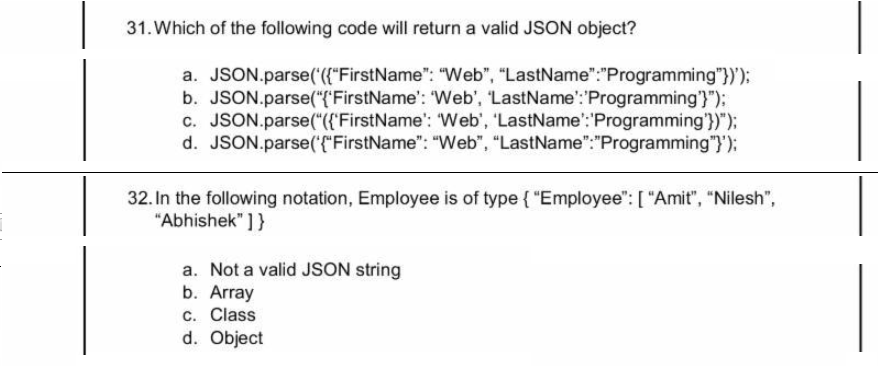 31. Which of the following code will return a valid JSON object?
a. JSON.parse(‘({“FirstName”: “Web”, “LastName”:”Programming”})’);
b. JSON.parse(“{‘FirstName’: ‘Web’, ‘LastName’:’Programming’}”);
c. JSON.parse(“({‘FirstName’: ‘Web’, ‘LastName’:’Programming’})”);
d. JSON.parse(‘{“FirstName”: “Web”, “LastName”:”Programming”}’);
32. In the following notation, Employee is of type { “Employee”: [ “Amit”, “Nilesh”,
“Abhishek” ] }
a. Not a valid JSON string
b. Array
c. Class
d. Object